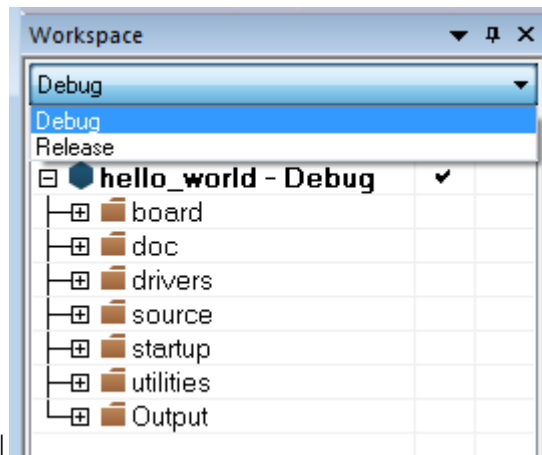 Workspace
Debug
Debug
Release
hello_world - Debug
board
doc
drivers
source
startup
utilities
Output